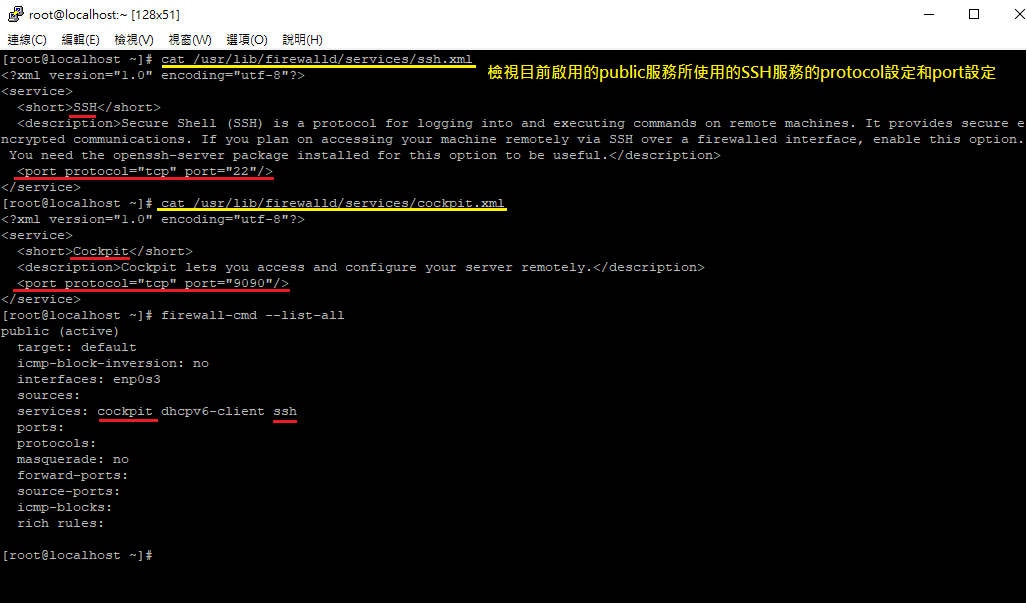 root@localhost:~ [128x51]
連線(C) 編輯(E) 檢視(V) 視窗(W) 選項(O) 說明(H)
[root@localhost ~]# cat /usr/lib/firewalld/services/ssh.xml
<?xml version="1.0" encoding="utf-8"?>
檢視目前啟用的public服務所使用的SSH服務的protocol設定和port設定
<service>
  <short>SSH</short>
  <description>Secure Shell (SSH) is a protocol for logging into and executing commands on remote machines. It provides secure e
ncrypted communications. If you plan on accessing your machine remotely via SSH over a firewalled interface, enable this option.
 You need the openssh-server package installed for this option to be useful.</description>
  <port protocol="tcp" port="22"/>
</service>
[root@localhost ~]# cat /usr/lib/firewalld/services/cockpit.xml
<?xml version="1.0" encoding="utf-8"?>
<service>
  <short>Cockpit</short>
  <description>Cockpit lets you access and configure your server remotely.</description>
  <port protocol="tcp" port="9090"/>
</service>
[root@localhost ~]# firewall-cmd --list-all
public (active)
  target: default
  icmp-block-inversion: no
  interfaces: enp0s3
  sources:
  services: cockpit dhcpv6-client ssh
  ports:
  protocols:
  masquerade: no
  forward-ports:
  source-ports:
  icmp-blocks:
  rich rules:
[root@localhost ~]#